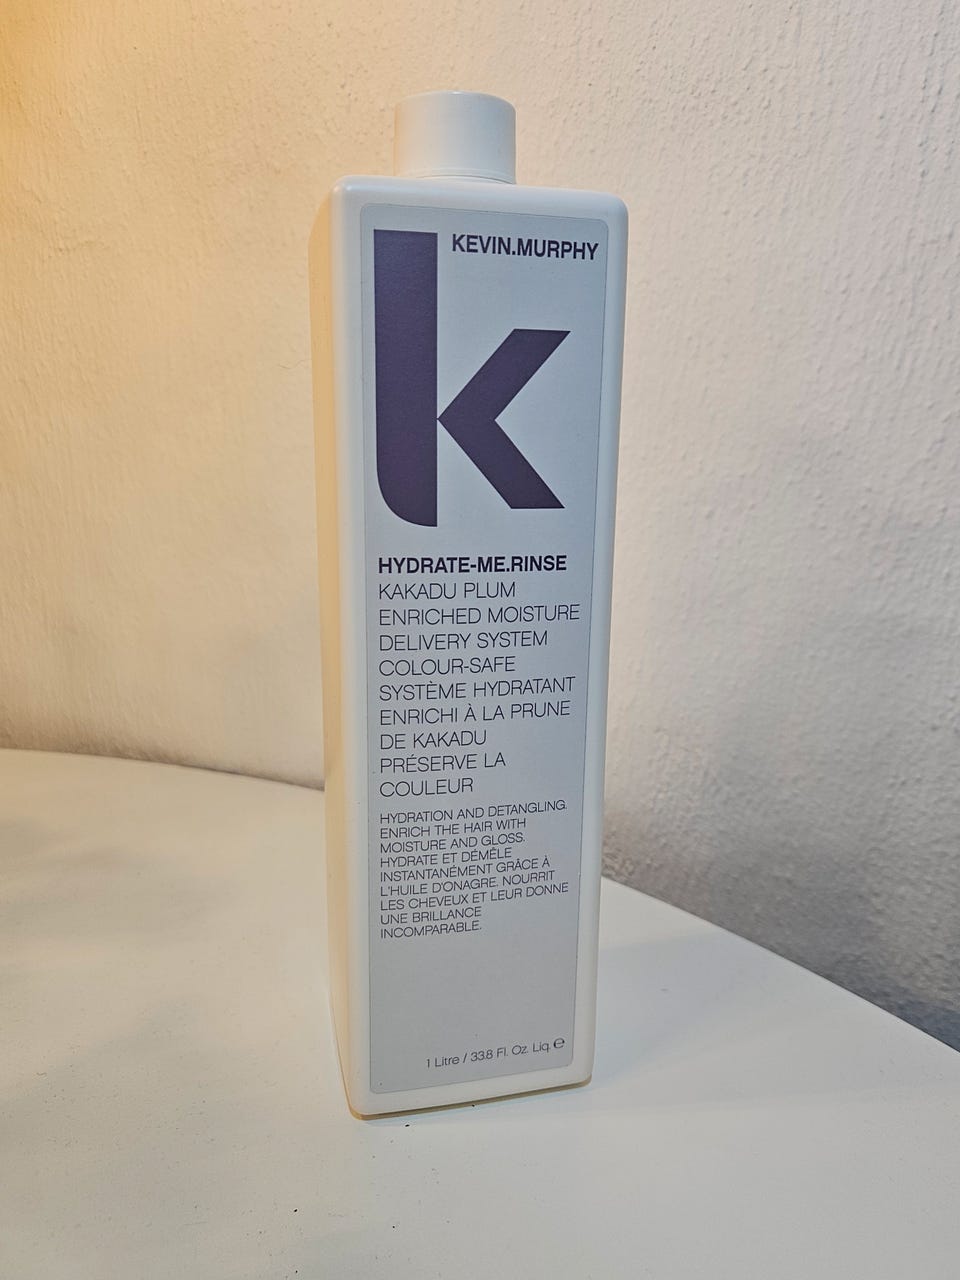 KEVIN.MURPHY
k
HYDRATE-ME.RINSE
KAKADU PLUM
ENRICHED MOISTURE
DELIVERY SYSTEM
COLOUR-SAFE
SYSTÈME HYDRATANT
ENRICHI À LA PRUNE
DE KAKADU
PRÉSERVE LA
COULEUR
HYDRATION AND DETANGLING.
ENRICH THE HAIR WITH
MOISTURE AND GLOSS.
HYDRATE ET DÉMÊLE
INSTANTANÉMENT GRÂCE À
L'HUILE D'ONAGRE. NOURRIT
LES CHEVEUX ET LEUR DONNE
UNE BRILLANCE
INCOMPARABLE.
1 Litre / 33.8 Fl. Oz. Liq. ℮